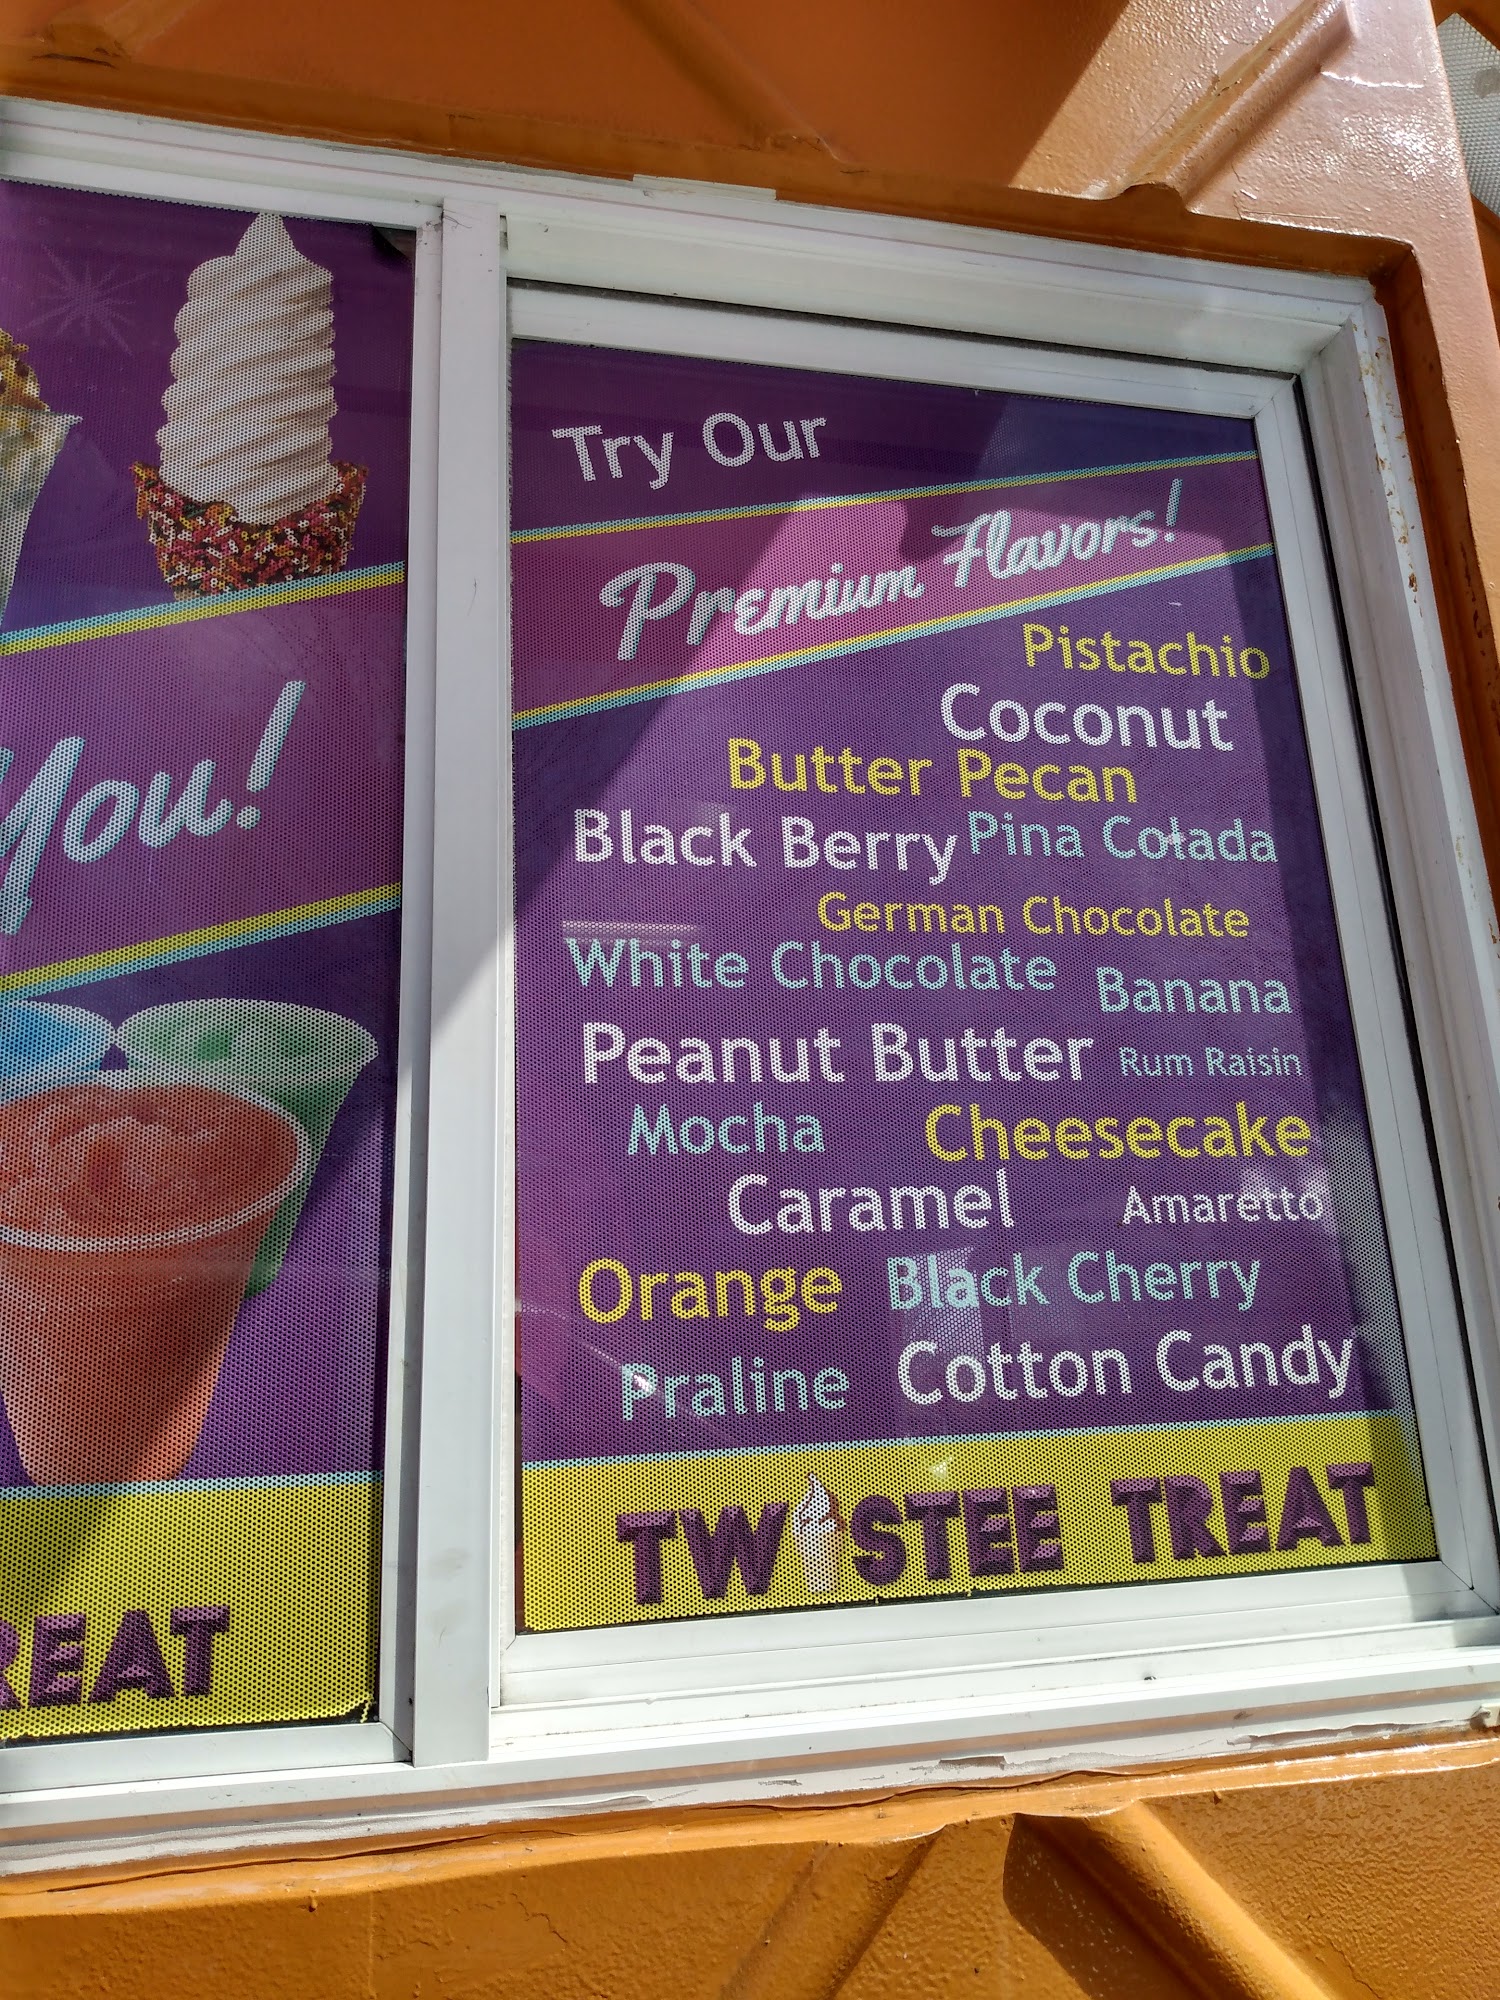 You!
REAT
Try Our
Premium Flavors!
Pistachio
Coconut
Butter Pecan
Black Berry Pina Colada
German Chocolate
White Chocolate Banana
Peanut Butter Rum Raisin
Mocha Cheesecake
Caramel Amaretto
Orange Black Cherry
Praline Cotton Candy
TWISTEE TREAT